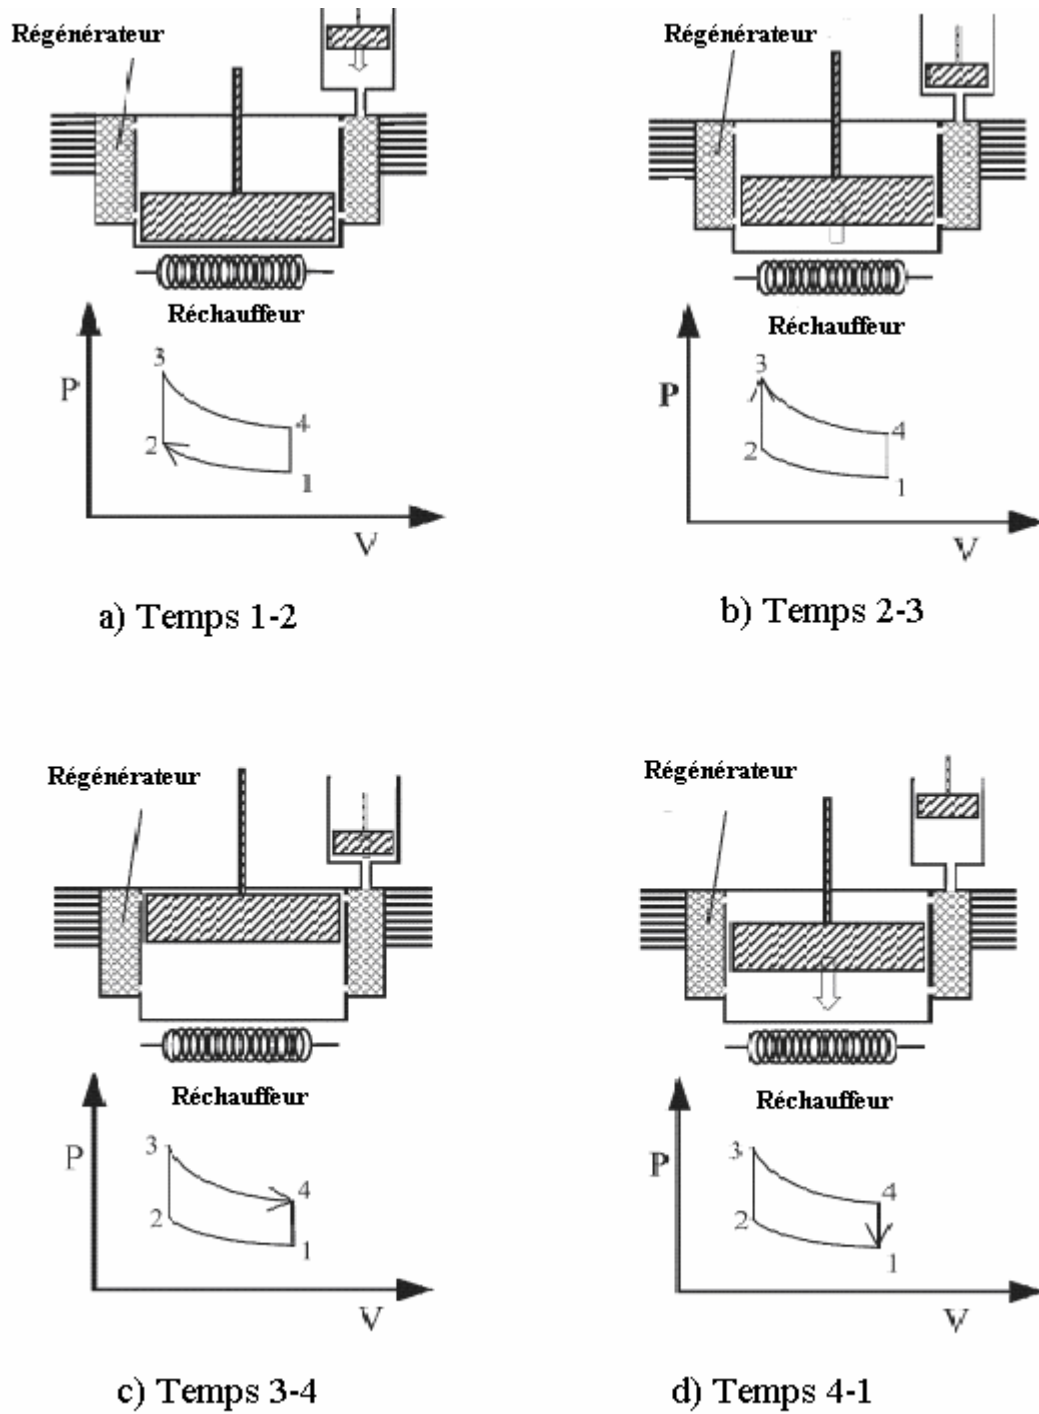 Régénérateur
Réchauffeur
P
3
4
2
1
V
a) Temps 1-2
Régénérateur
Réchauffeur
P
3
4
2
1
V
b) Temps 2-3
Régénérateur
Réchauffeur
P
3
4
2
1
V
c) Temps 3-4
Régénérateur
Réchauffeur
P
3
4
2
1
V
d) Temps 4-1